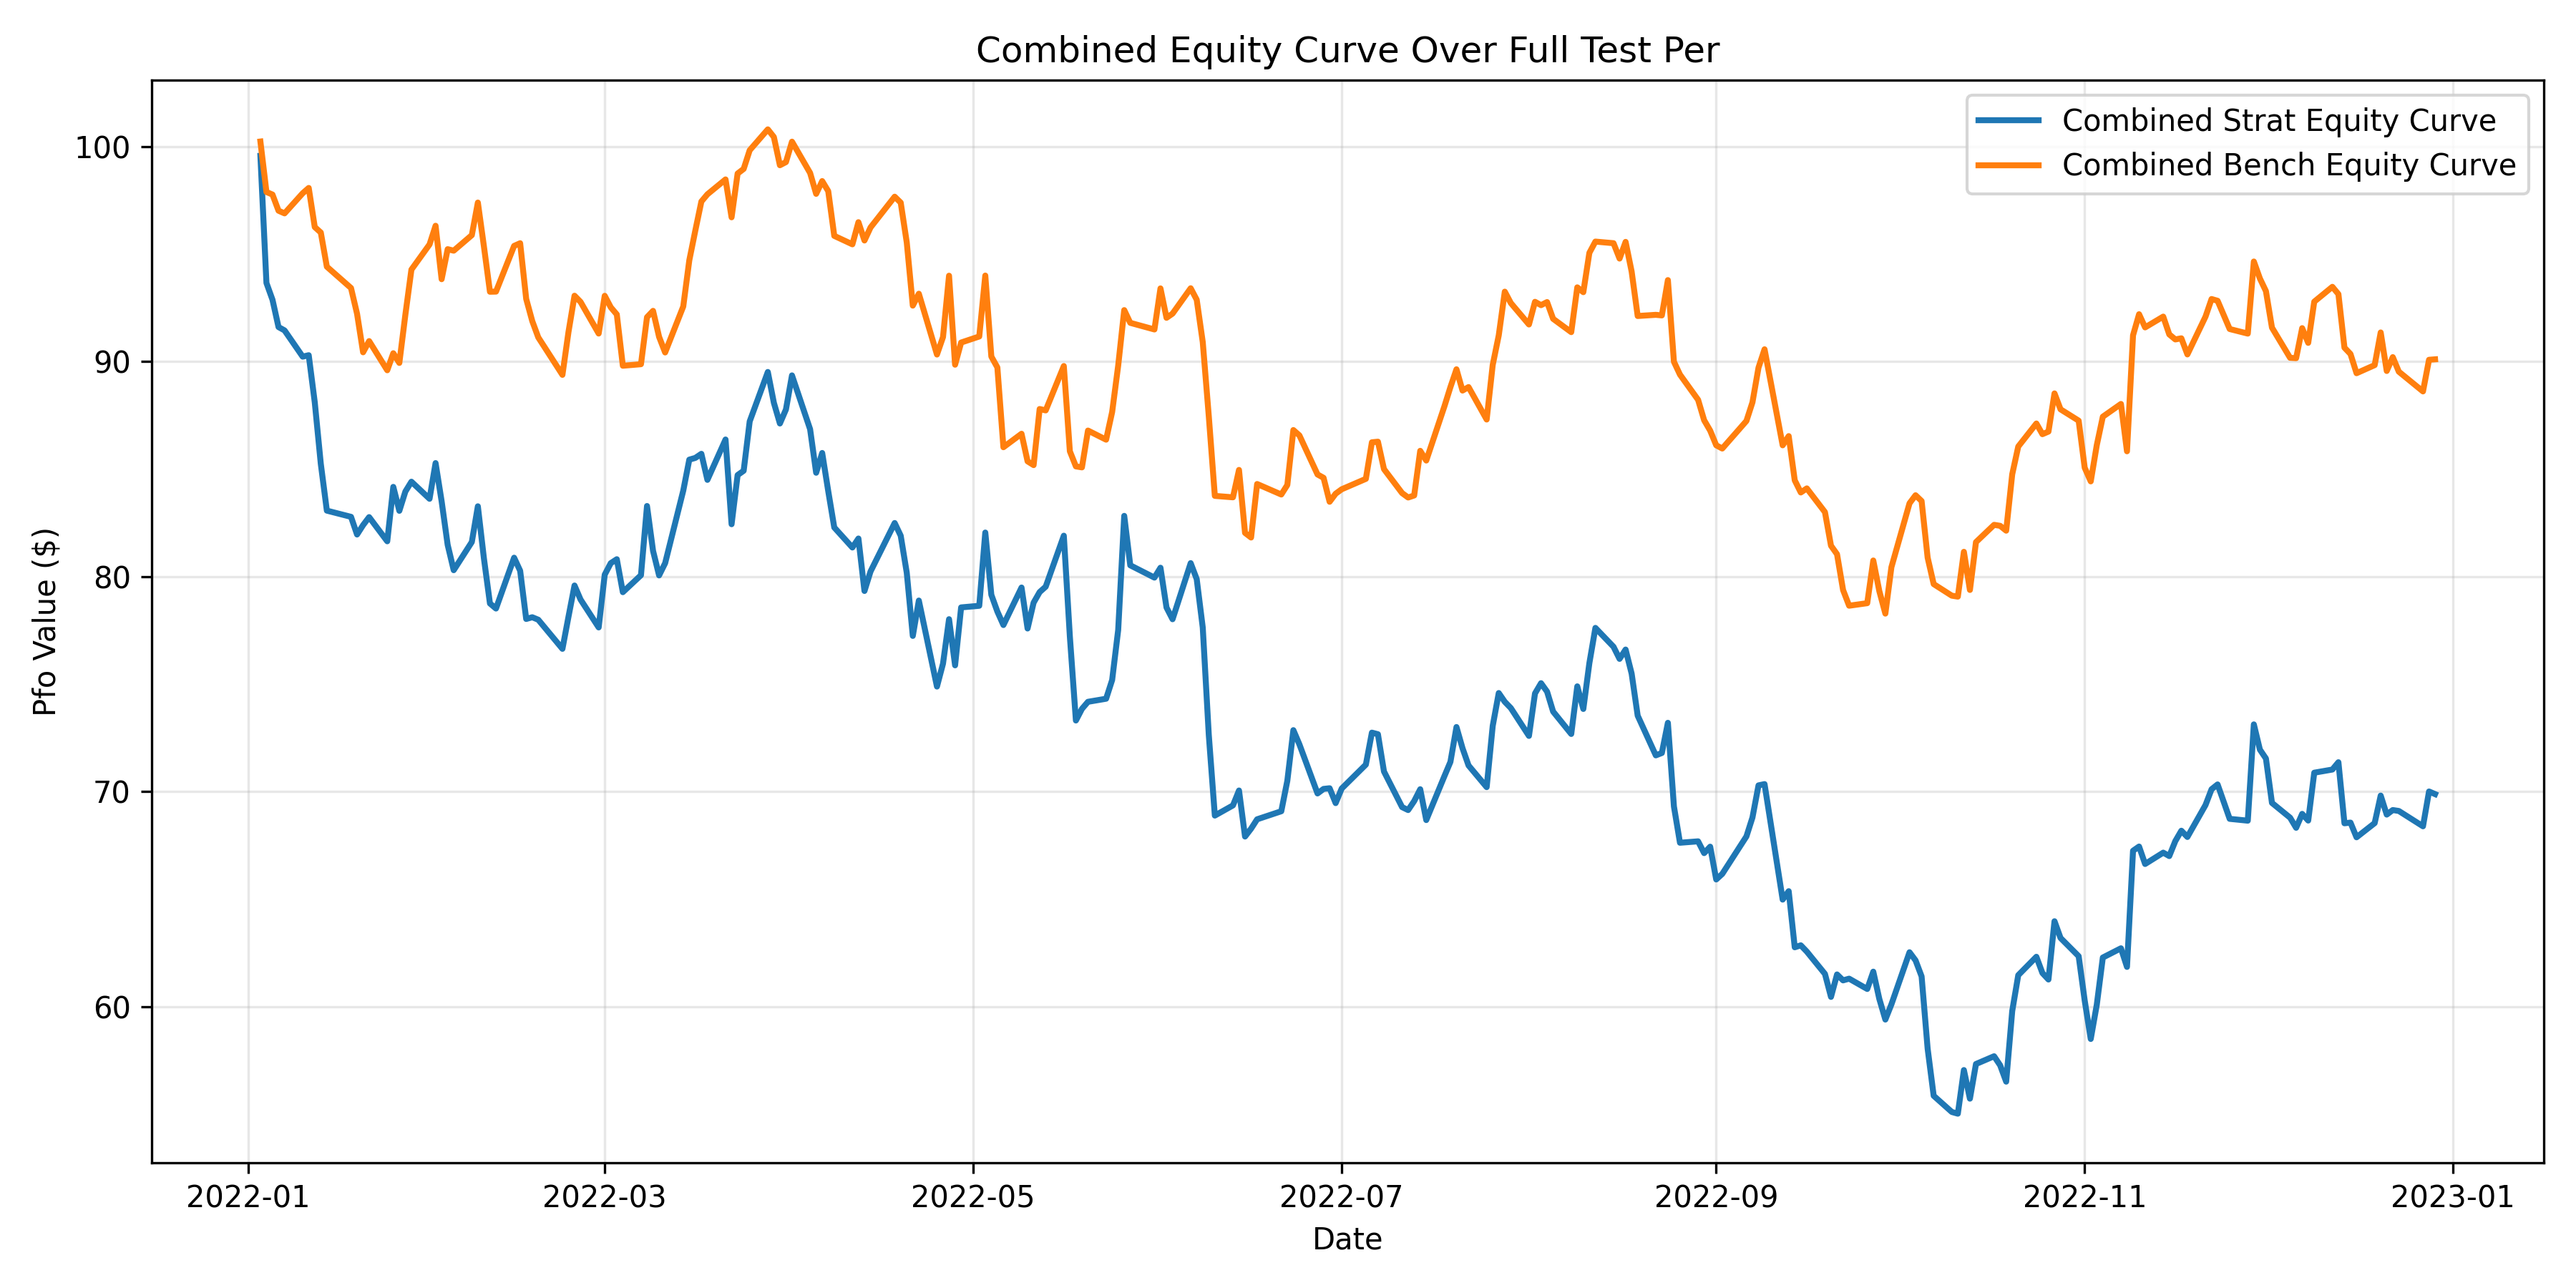 Combined Equity Curve Over Full Test Per
Combined Strat Equity Curve
Combined Bench Equity Curve
Pfo Value ($)
100
90
80
70
60
2022-01 2022-03 2022-05 2022-07 2022-09 2022-11 2023-01
Date